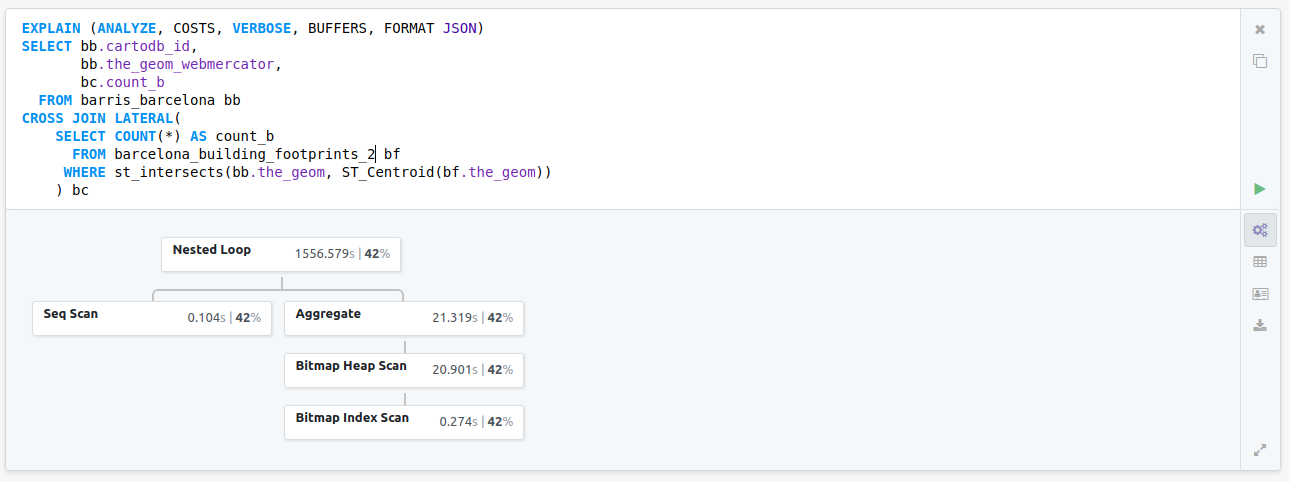 EXPLAIN (ANALYZE, COSTS, VERBOSE, BUFFERS, FORMAT JSON)
SELECT bb.cartodb_id,
       bb.the_geom_webmercator,
       bc.count_b
  FROM barris_barcelona bb
CROSS JOIN LATERAL(
    SELECT COUNT(*) AS count_b
      FROM barcelona_building_footprints_2 bf
     WHERE st_intersects(bb.the_geom, ST_Centroid(bf.the_geom))
    ) bc
Nested Loop 1556.579s | 42%
Seq Scan 0.104s | 42%
Aggregate 21.319s | 42%
Bitmap Heap Scan 20.901s | 42%
Bitmap Index Scan 0.274s | 42%